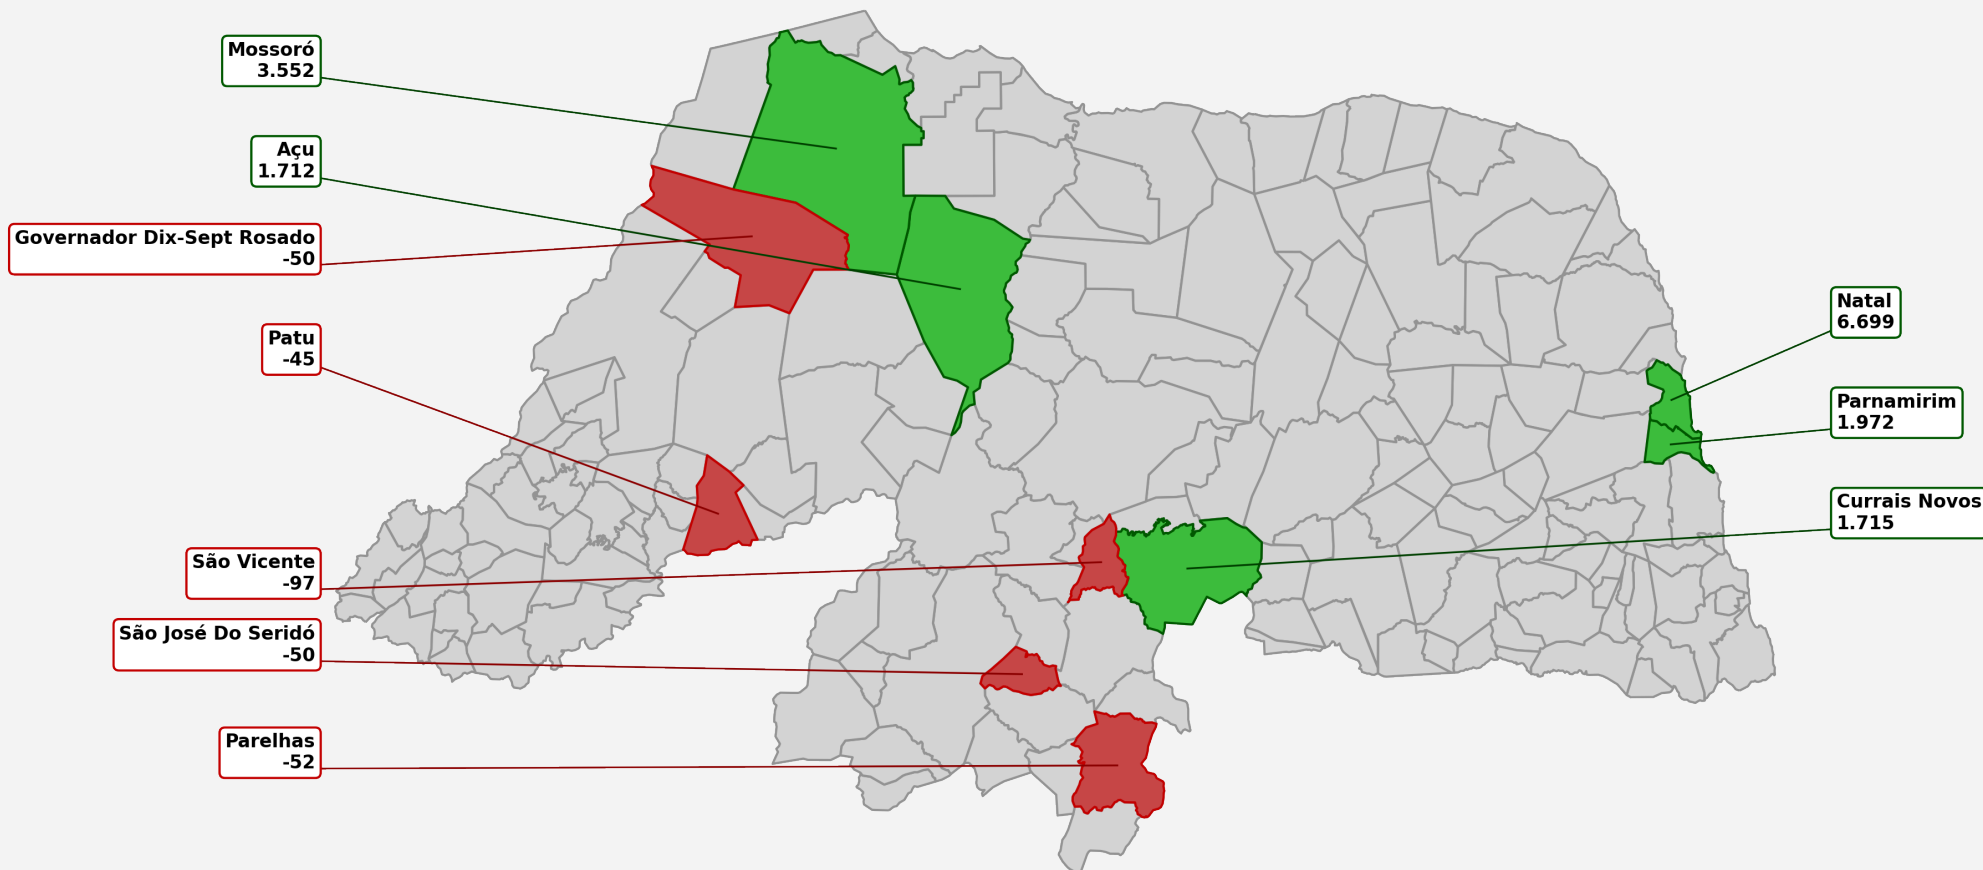 Mossoró
3.552
Açu
1.712
Governador Dix-Sept Rosado
-50
Patu
-45
São Vicente
-97
São José Do Seridó
-50
Parelhas
-52
Natal
6.699
Parnamirim
1.972
Currais Novos
1.715